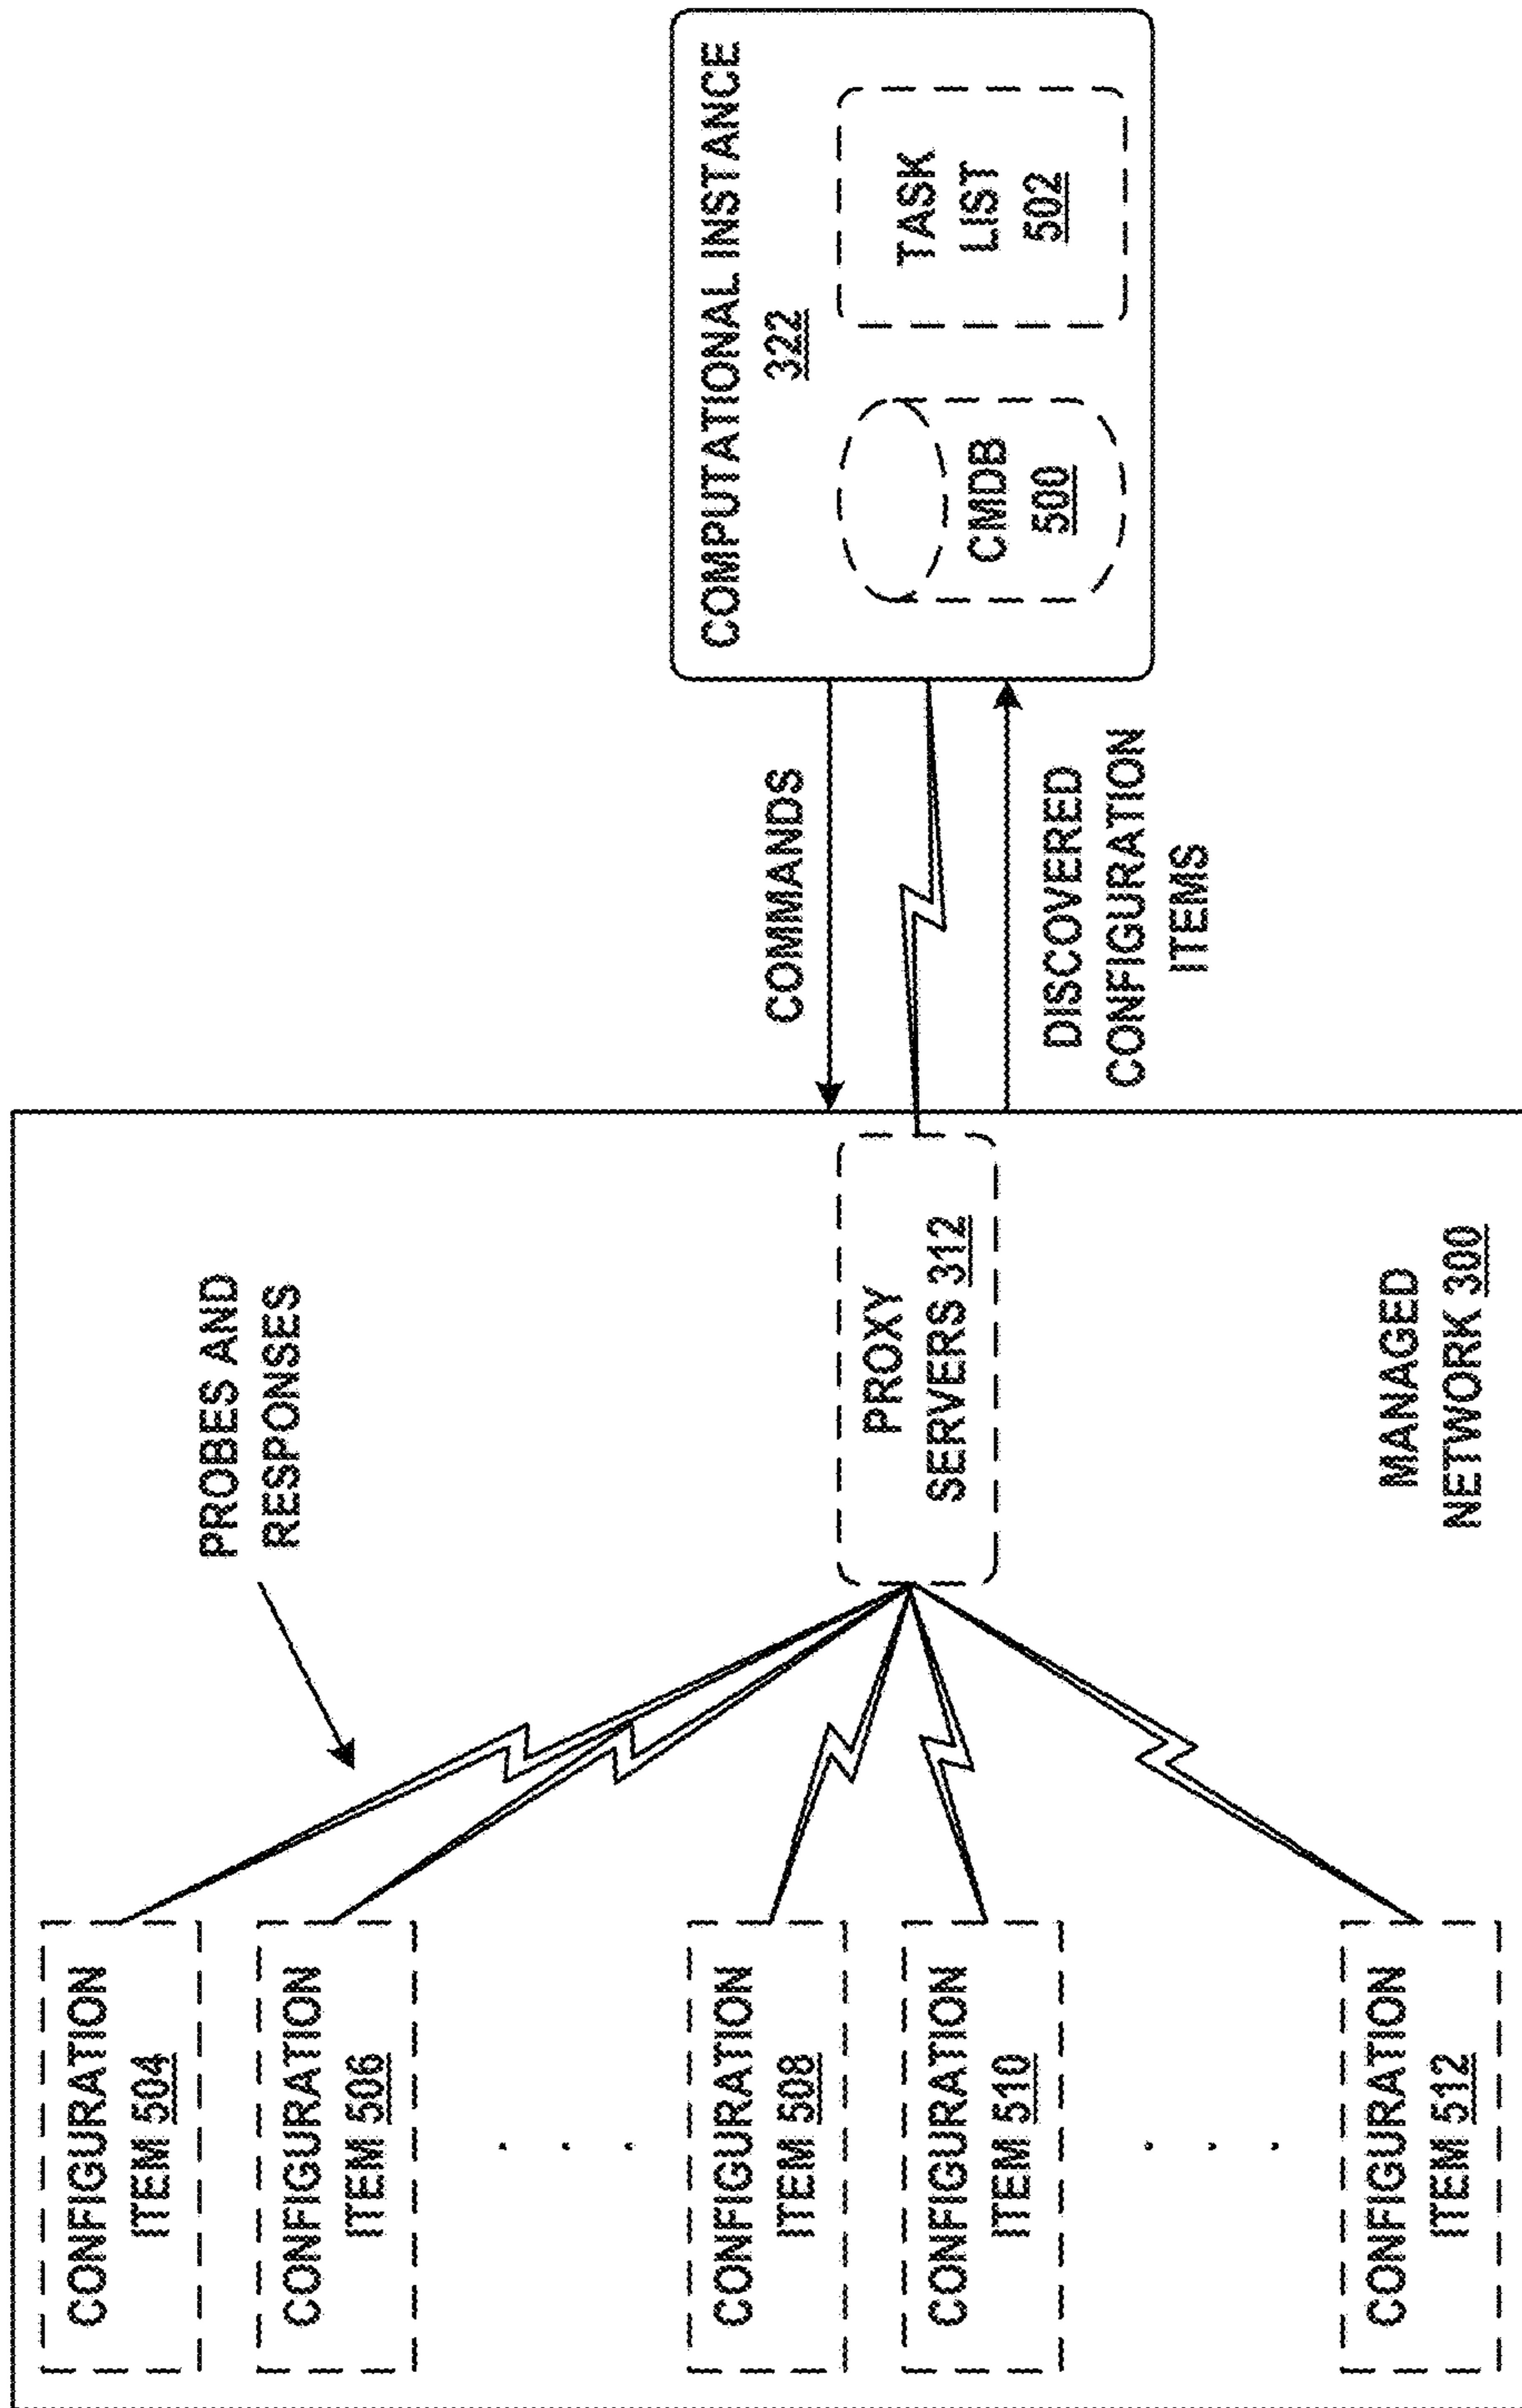 CONFIGURATION
ITEM 504
CONFIGURATION
ITEM 506
. . .
CONFIGURATION
ITEM 508
CONFIGURATION
ITEM 510
. . .
CONFIGURATION
ITEM 512
PROBES AND
RESPONSES
PROXY
SERVERS 312
MANAGED
NETWORK 300
COMMANDS
DISCOVERED
CONFIGURATION
ITEMS
COMPUTATIONAL INSTANCE
322
CMDB
500
TASK
LIST
502